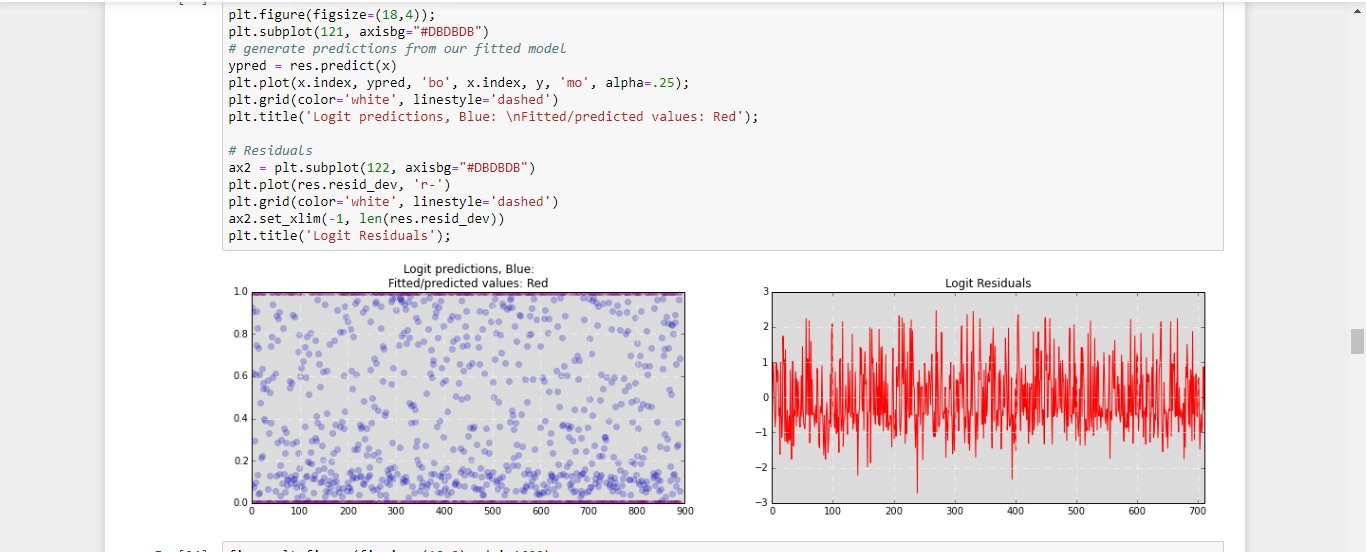 plt.figure(figsize=(18,4));
plt.subplot(121, axisbg="#DBDBDB")
# generate predictions from our fitted model
ypred = res.predict(x)
plt.plot(x.index, ypred, 'bo', x.index, y, 'mo', alpha=.25);
plt.grid(color='white', linestyle='dashed')
plt.title('Logit predictions, Blue: \nFitted/predicted values: Red');
# Residuals
ax2 = plt.subplot(122, axisbg="#DBDBDB")
plt.plot(res.resid_dev, 'r-')
plt.grid(color='white', linestyle='dashed')
ax2.set_xlim(-1, len(res.resid_dev))
plt.title('Logit Residuals');
Logit predictions, Blue:
Fitted/predicted values: Red
1.0
0.8
0.6
0.4
0.2
0.0
0 100 200 300 400 500 600 700 800 900
Logit Residuals
3
2
1
0
−1
−2
−3
0 100 200 300 400 500 600 700